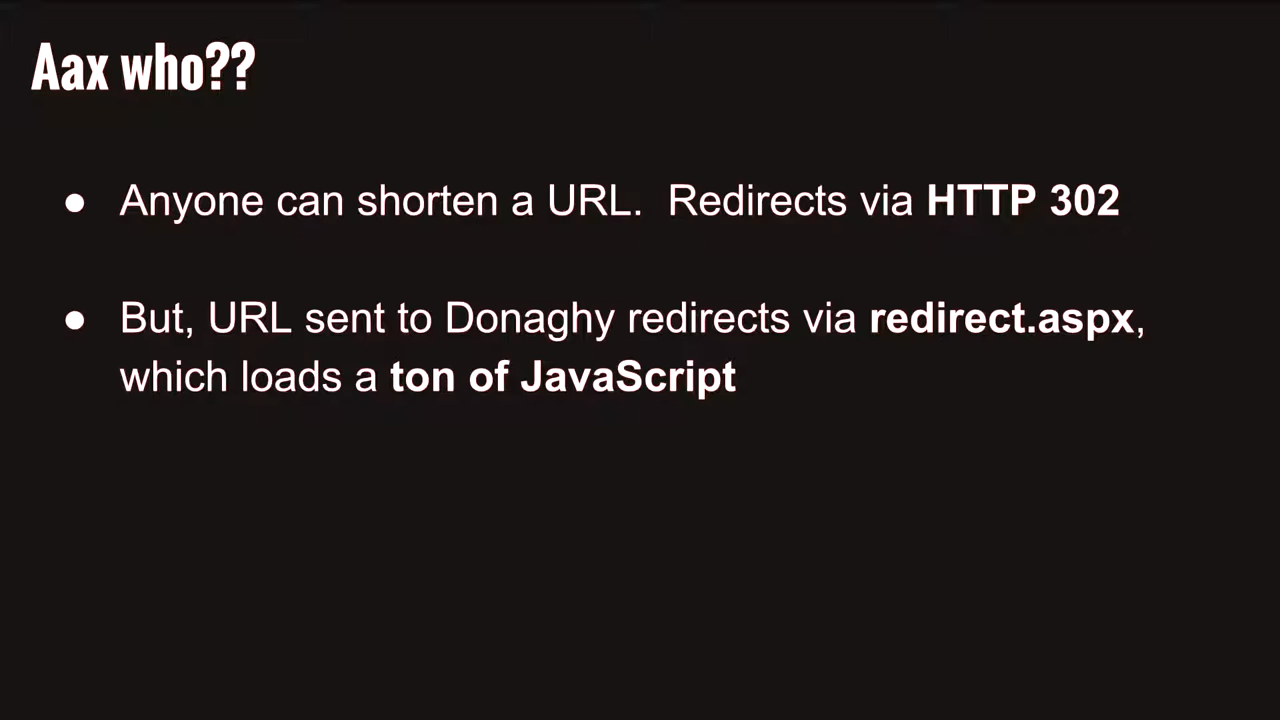 Aax who??
● Anyone can shorten a URL.  Redirects via HTTP 302
● But, URL sent to Donaghy redirects via redirect.aspx,
which loads a ton of JavaScript